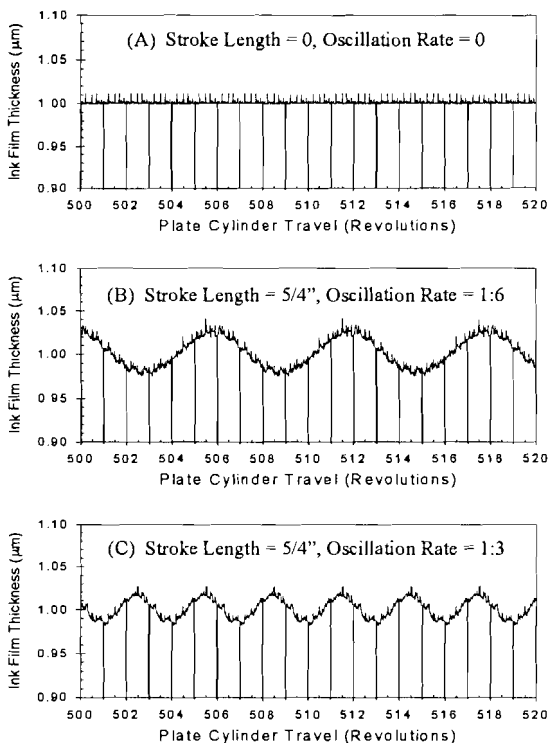 (A) Stroke Length = 0, Oscillation Rate = 0
Ink Film Thickness (µm)
1.10
1.05
1.00
0.95
0.90
500 502 504 506 508 510 512 514 516 518 520
Plate Cylinder Travel (Revolutions)
(B) Stroke Length = 5/4", Oscillation Rate = 1:6
Ink Film Thickness (µm)
1.10
1.05
1.00
0.95
0.90
500 502 504 506 508 510 512 514 516 518 520
Plate Cylinder Travel (Revolutions)
(C) Stroke Length = 5/4", Oscillation Rate = 1:3
Ink Film Thickness (µm)
1.10
1.05
1.00
0.95
0.90
500 502 504 506 508 510 512 514 516 518 520
Plate Cylinder Travel (Revolutions)